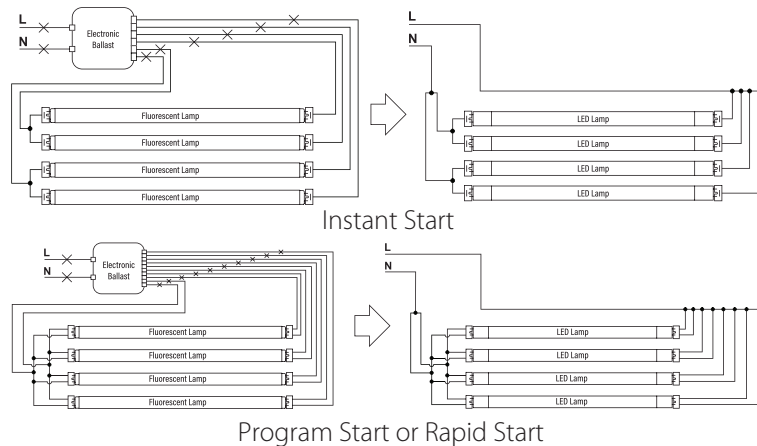 L
N
Electronic
Ballast
Fluorescent Lamp
Fluorescent Lamp
Fluorescent Lamp
Fluorescent Lamp
L
N
LED Lamp
LED Lamp
LED Lamp
LED Lamp
Instant Start
L
N
Electronic
Ballast
Fluorescent Lamp
Fluorescent Lamp
Fluorescent Lamp
Fluorescent Lamp
L
N
LED Lamp
LED Lamp
LED Lamp
LED Lamp
Program Start or Rapid Start